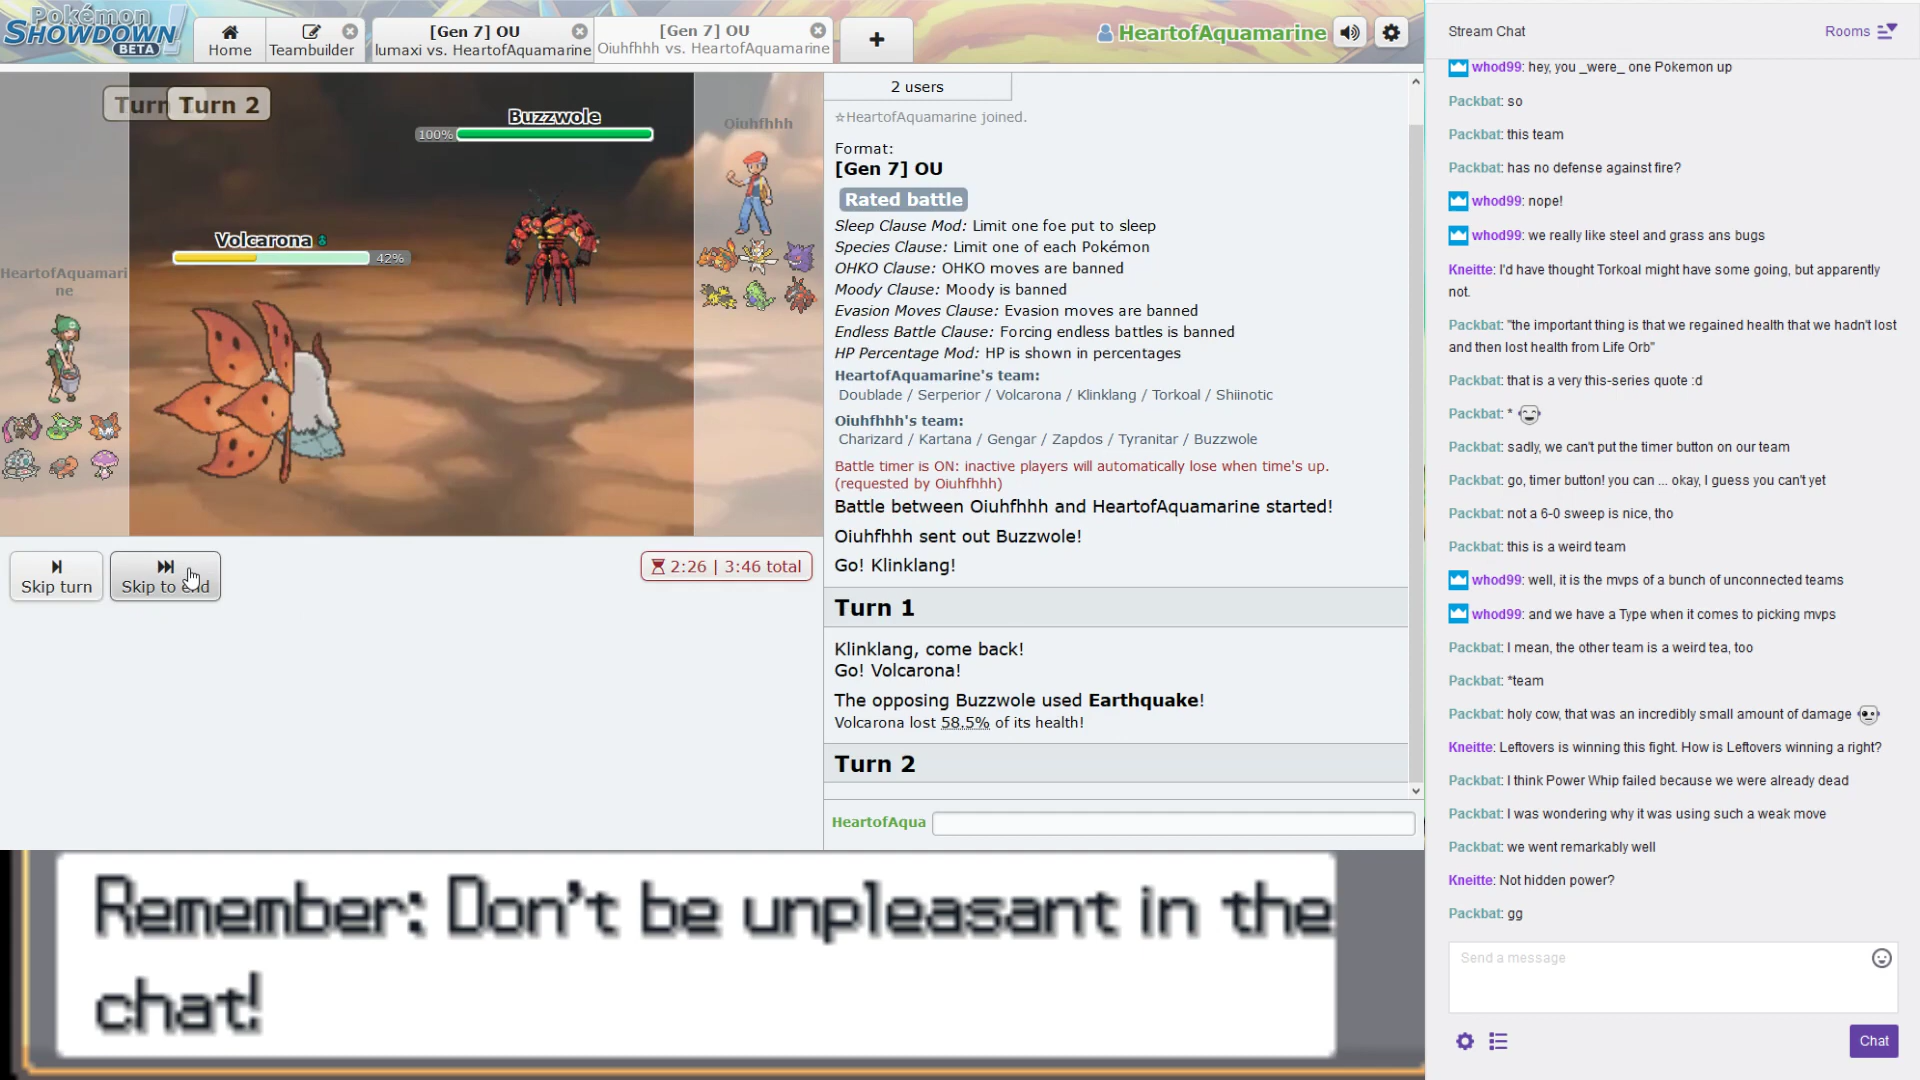 Pokémon
SHOWDOWN!
BETA
Home
Teambuilder
[Gen 7] OU
lumaxi vs. HeartofAquamarine
[Gen 7] OU
Oiuhfhhh vs. HeartofAquamarine
+
HeartofAquamarine
Turn Turn 2
Buzzwole
100%
Volcarona
42%
HeartofAquamari
ne
Oiuhfhhh
Skip turn
Skip to end
2:26 | 3:46 total
2 users
☆HeartofAquamarine joined.
Format:
[Gen 7] OU
Rated battle
Sleep Clause Mod: Limit one foe put to sleep
Species Clause: Limit one of each Pokémon
OHKO Clause: OHKO moves are banned
Moody Clause: Moody is banned
Evasion Moves Clause: Evasion moves are banned
Endless Battle Clause: Forcing endless battles is banned
HP Percentage Mod: HP is shown in percentages
HeartofAquamarine's team:
Doublade / Serperior / Volcarona / Klinklang / Torkoal / Shiinotic
Oiuhfhhh's team:
Charizard / Kartana / Gengar / Zapdos / Tyranitar / Buzzwole
Battle timer is ON: inactive players will automatically lose when time's up.
(requested by Oiuhfhhh)
Battle between Oiuhfhhh and HeartofAquamarine started!
Oiuhfhhh sent out Buzzwole!
Go! Klinklang!
Turn 1
Klinklang, come back!
Go! Volcarona!
The opposing Buzzwole used Earthquake!
Volcarona lost 58.5% of its health!
Turn 2
HeartofAqua
Remember: Don't be unpleasant in the
chat!
Stream Chat
Rooms
whod99: hey, you _were_ one Pokemon up
Packbat: so
Packbat: this team
Packbat: has no defense against fire?
whod99: nope!
whod99: we really like steel and grass ans bugs
Kneitte: I'd have thought Torkoal might have some going, but apparently
not.
Packbat: "the important thing is that we regained health that we hadn't lost
and then lost health from Life Orb"
Packbat: that is a very this-series quote :d
Packbat: *
Packbat: sadly, we can't put the timer button on our team
Packbat: go, timer button! you can ... okay, I guess you can't yet
Packbat: not a 6-0 sweep is nice, tho
Packbat: this is a weird team
whod99: well, it is the mvps of a bunch of unconnected teams
whod99: and we have a Type when it comes to picking mvps
Packbat: I mean, the other team is a weird tea, too
Packbat: *team
Packbat: holy cow, that was an incredibly small amount of damage
Kneitte: Leftovers is winning this fight. How is Leftovers winning a right?
Packbat: I think Power Whip failed because we were already dead
Packbat: I was wondering why it was using such a weak move
Packbat: we went remarkably well
Kneitte: Not hidden power?
Packbat: gg
Send a message
Chat